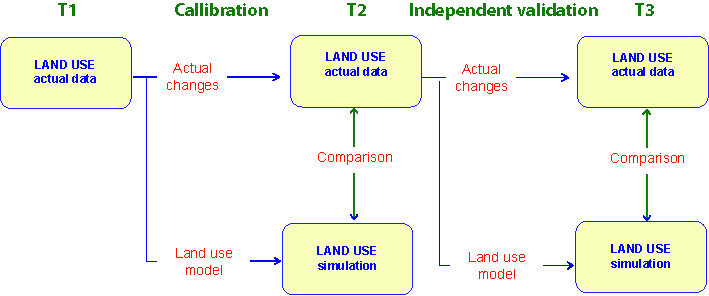 T1 Callibration T2 Independent validation T3
LAND USE
actual data
Actual
changes
LAND USE
actual data
Actual
changes
LAND USE
actual data
Comparison
Comparison
Land use
model
LAND USE
simulation
Land use
model
LAND USE
simulation